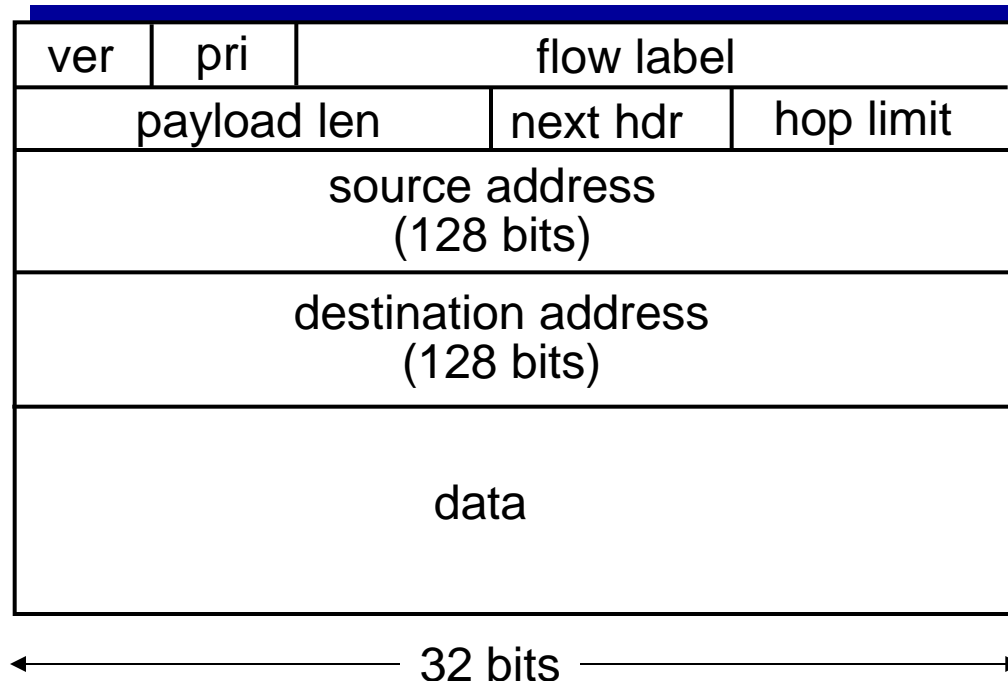 ver pri flow label
payload len next hdr hop limit
source address
(128 bits)
destination address
(128 bits)
data
32 bits